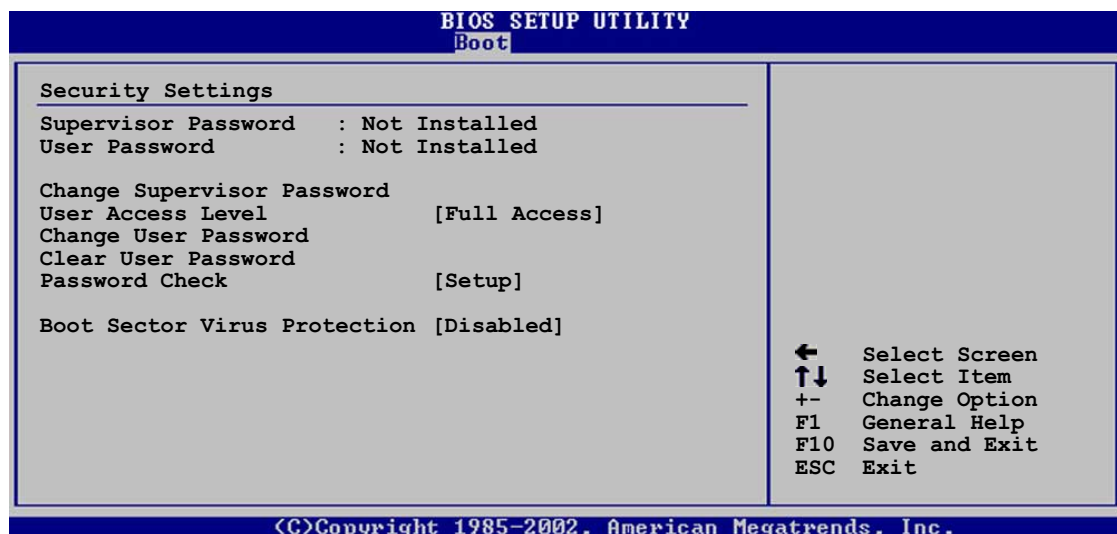 BIOS SETUP UTILITY
Boot
Security Settings
Supervisor Password : Not Installed
User Password : Not Installed
Change Supervisor Password
User Access Level [Full Access]
Change User Password
Clear User Password
Password Check [Setup]
Boot Sector Virus Protection [Disabled]
← Select Screen
↑↓ Select Item
+- Change Option
F1 General Help
F10 Save and Exit
ESC Exit
(C)Copyright 1985-2002, American Megatrends, Inc.